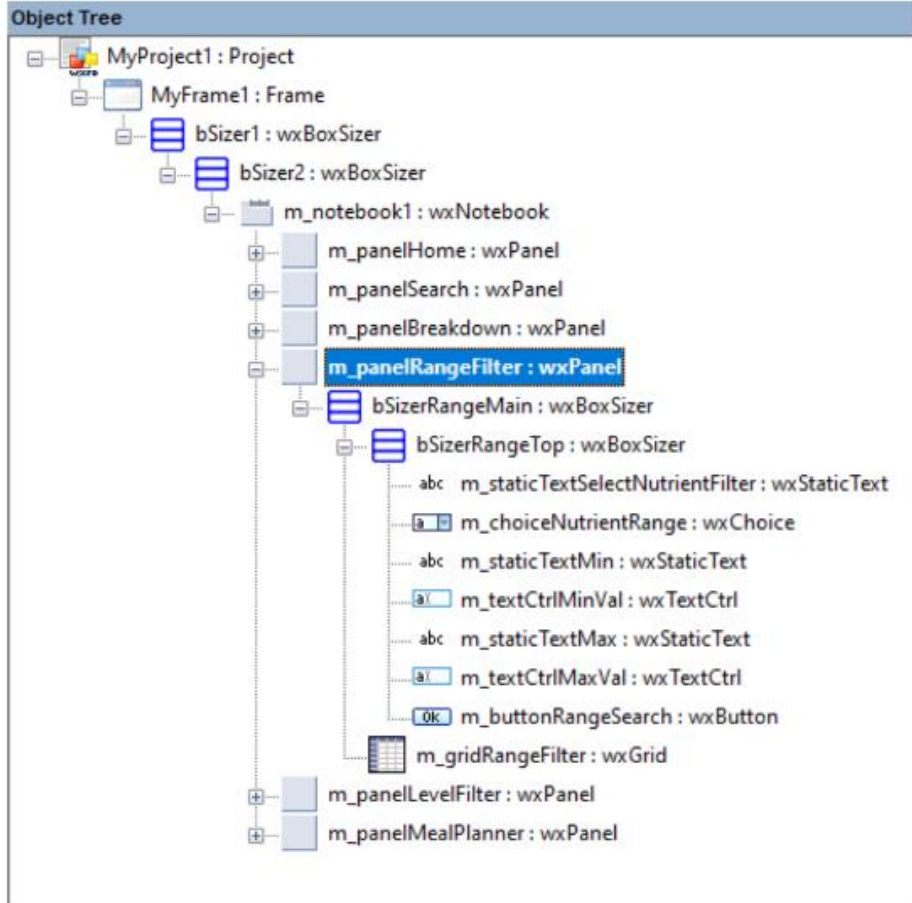 Object Tree
MyProject1 : Project
MyFrame1 : Frame
bSizer1 : wxBoxSizer
bSizer2 : wxBoxSizer
m_notebook1 : wxNotebook
m_panelHome : wxPanel
m_panelSearch : wxPanel
m_panelBreakdown : wxPanel
m_panelRangeFilter : wxPanel
bSizerRangeMain : wxBoxSizer
bSizerRangeTop : wxBoxSizer
abc m_staticTextSelectNutrientFilter : wxStaticText
a m_choiceNutrientRange : wxChoice
abc m_staticTextMin : wxStaticText
a m_textCtrlMinVal : wxTextCtrl
abc m_staticTextMax : wxStaticText
a m_textCtrlMaxVal : wxTextCtrl
Ok m_buttonRangeSearch : wxButton
m_gridRangeFilter : wxGrid
m_panelLevelFilter : wxPanel
m_panelMealPlanner : wxPanel